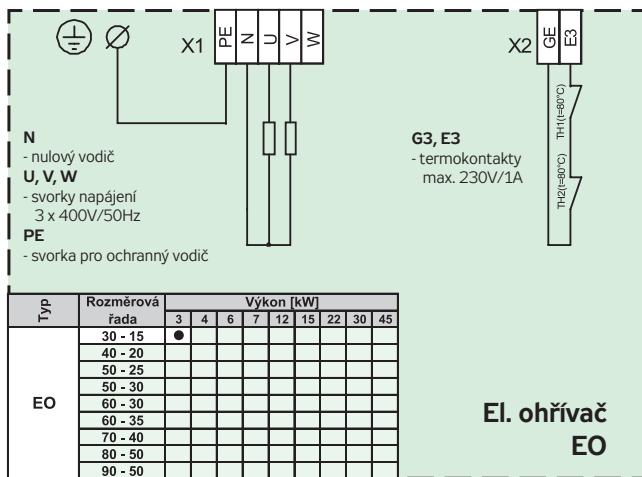 X1
PE
N
U
V
W
X2
GE
E3
TH1(t=80°C)
TH2(t=80°C)
N
- nulový vodič
U, V, W
- svorky napájení
3 x 400V/50Hz
PE
- svorka pro ochranný vodič
G3, E3
- termokontakty
max. 230V/1A
Typ
Rozměrová
řada
Výkon [kW]
3 4 6 7 12 15 22 30 45
EO
30 - 15 ●
40 - 20
50 - 25
50 - 30
60 - 30
60 - 35
70 - 40
80 - 50
90 - 50
El. ohřívač
EO